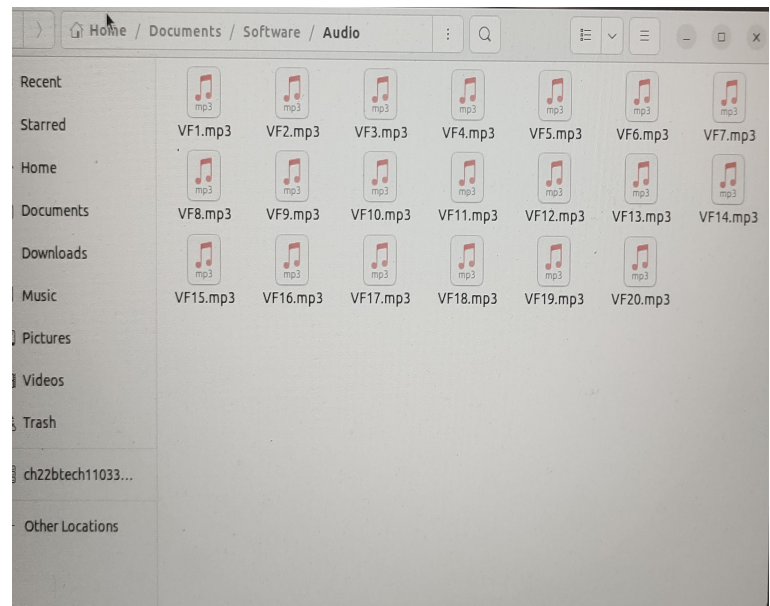 Home / Documents / Software / Audio
Recent
Starred
Home
Documents
Downloads
Music
Pictures
Videos
Trash
ch22btech11033...
Other Locations
mp3 mp3 mp3 mp3 mp3 mp3 mp3
VF1.mp3 VF2.mp3 VF3.mp3 VF4.mp3 VF5.mp3 VF6.mp3 VF7.mp3
mp3 mp3 mp3 mp3 mp3 mp3 mp3
VF8.mp3 VF9.mp3 VF10.mp3 VF11.mp3 VF12.mp3 VF13.mp3 VF14.mp3
mp3 mp3 mp3 mp3 mp3 mp3
VF15.mp3 VF16.mp3 VF17.mp3 VF18.mp3 VF19.mp3 VF20.mp3